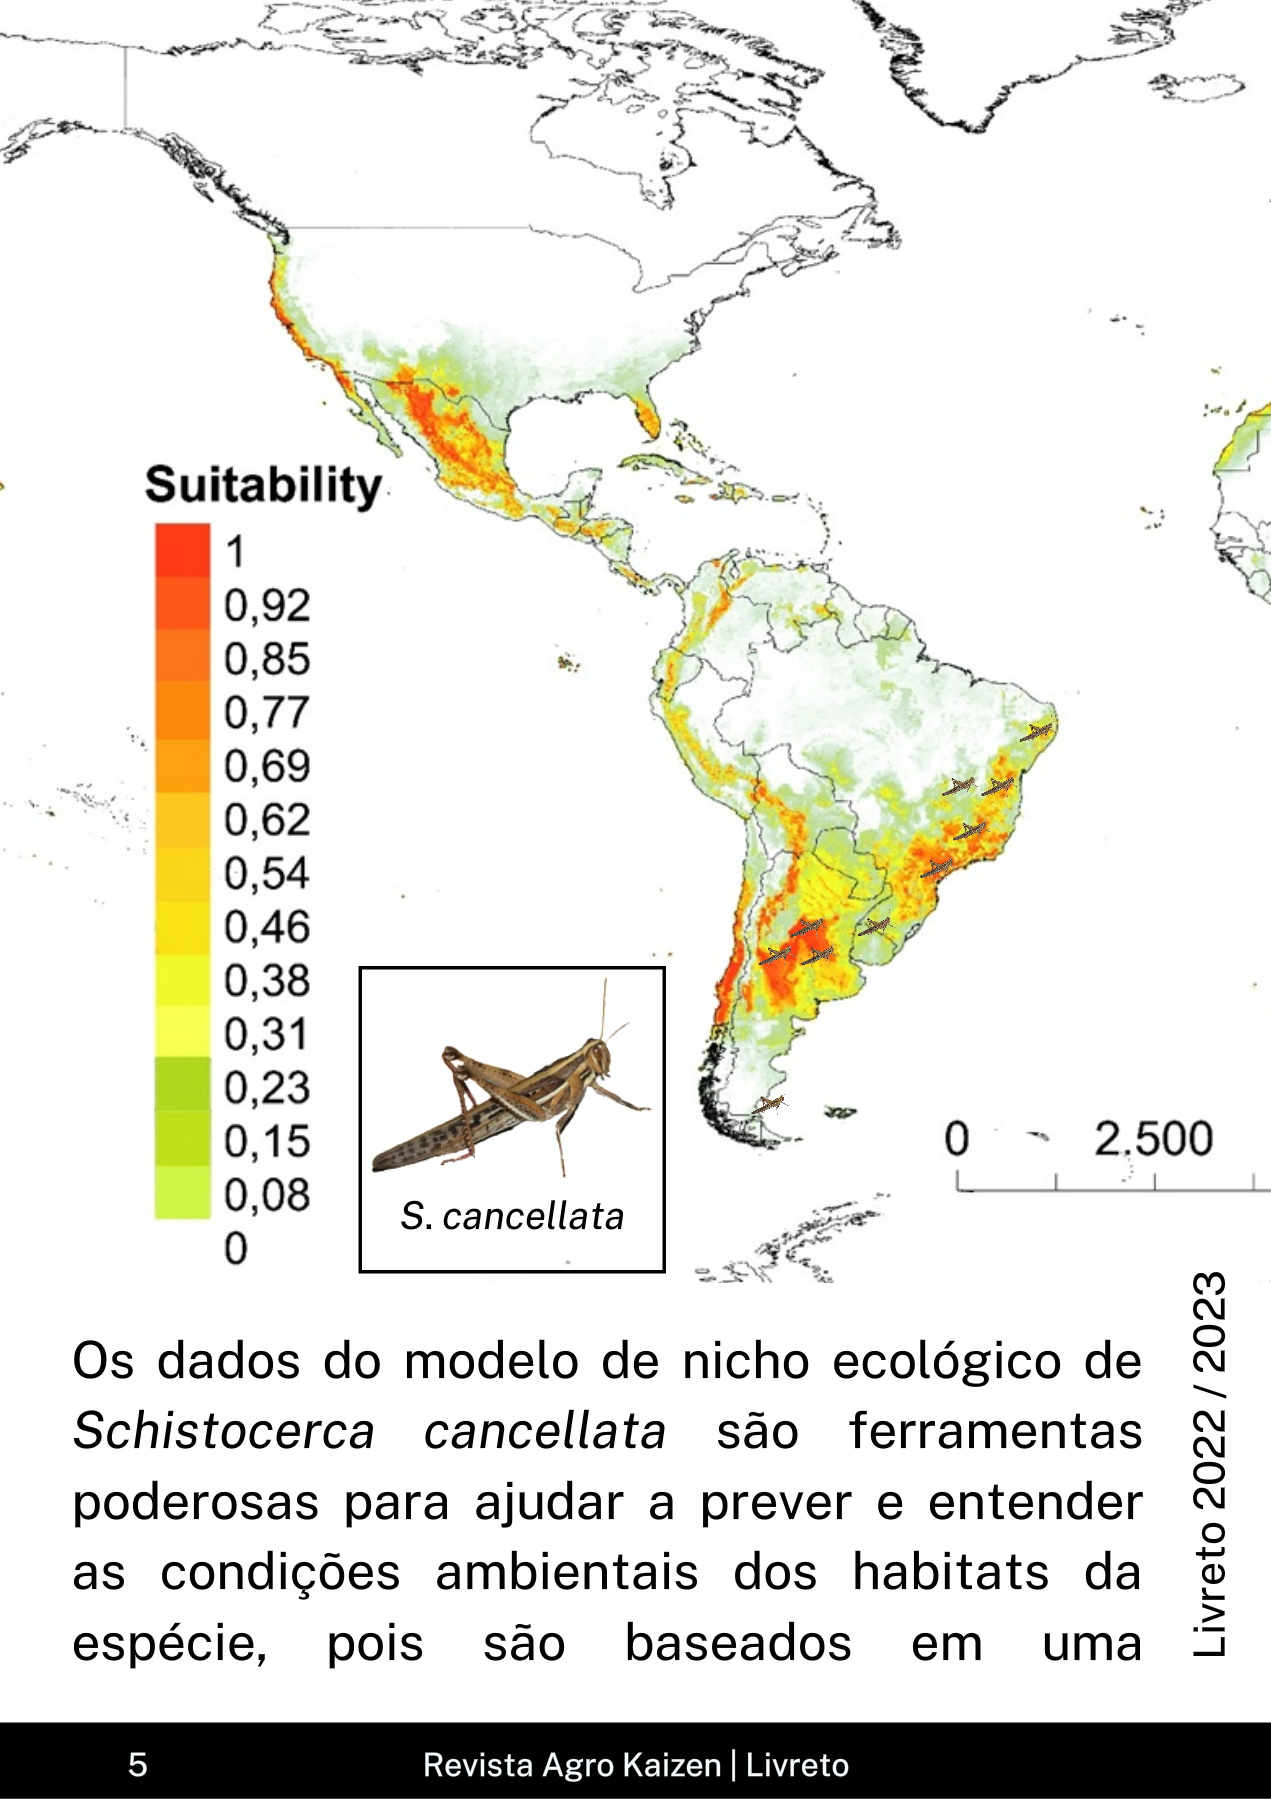 Suitability
1
0,92
0,85
0,77
0,69
0,62
0,54
0,46
0,38
0,31
0,23
0,15
0,08
0
S. cancellata
0 2.500
Os dados do modelo de nicho ecológico de
Schistocerca cancellata são ferramentas
poderosas para ajudar a prever e entender
as condições ambientais dos habitats da
espécie, pois são baseados em uma
Livreto 2022 / 2023
5 Revista Agro Kaizen | Livreto